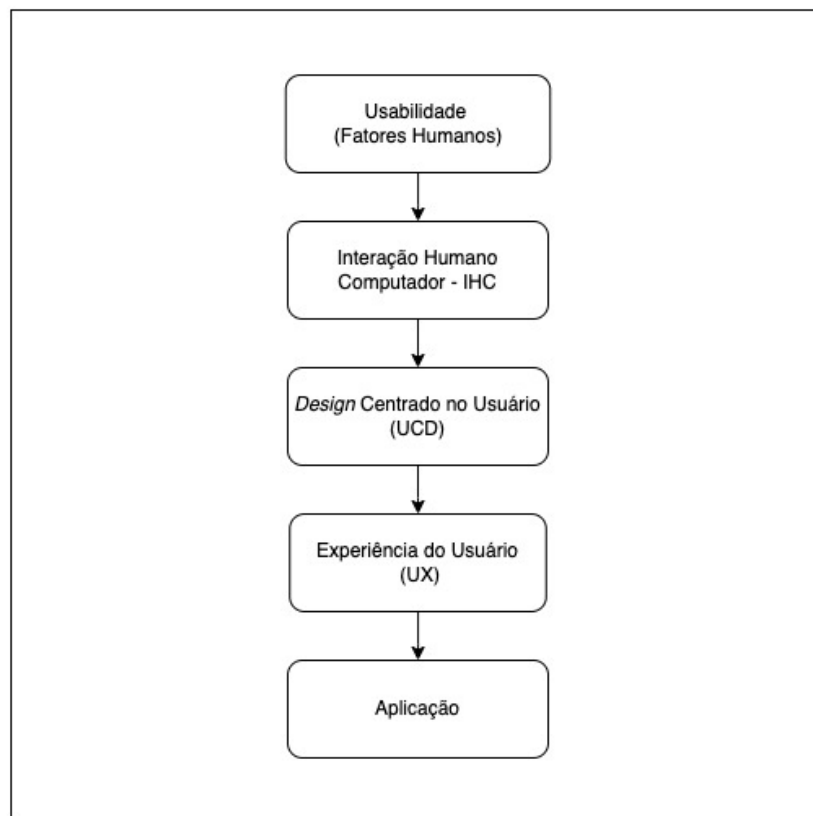 Usabilidade
(Fatores Humanos)
Interação Humano
Computador - IHC
Design Centrado no Usuário
(UCD)
Experiência do Usuário
(UX)
Aplicação